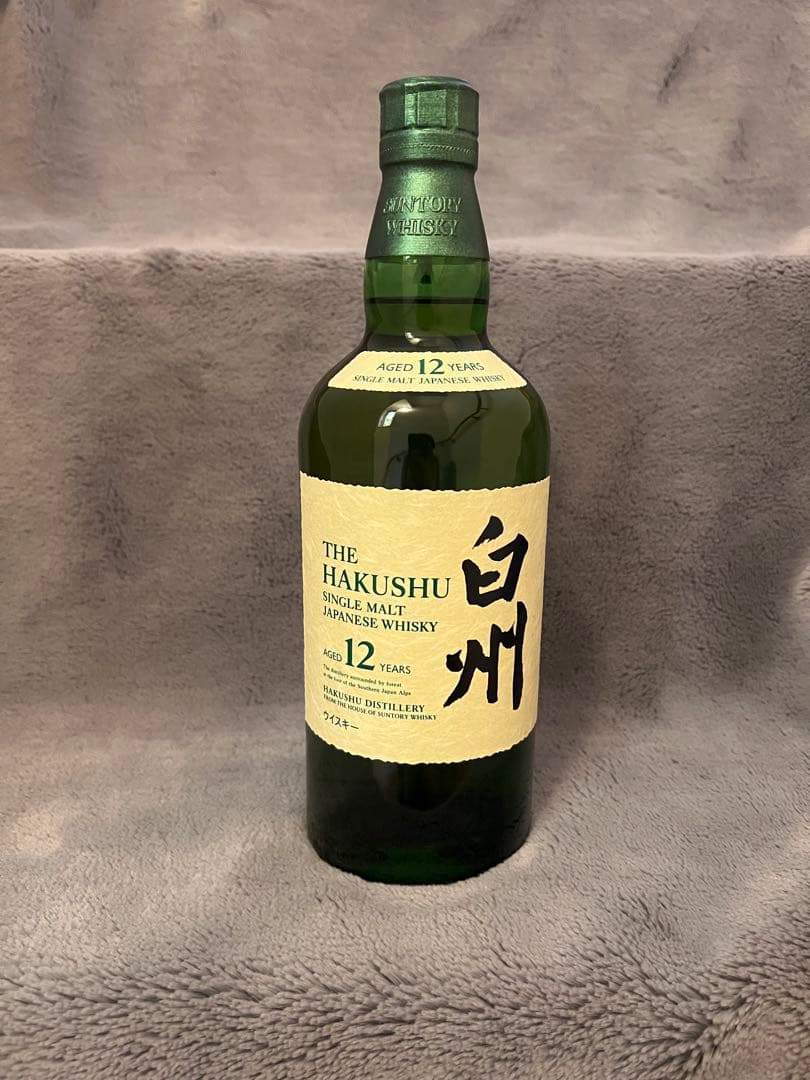 SUNTORY
WHISKY
AGED 12 YEARS
SINGLE MALT JAPANESE WHISKY
THE
HAKUSHU
SINGLE MALT
JAPANESE WHISKY
AGED 12 YEARS
The distillery surrounded by forest
at the foot of the Southern Japan Alps
HAKUSHU DISTILLERY
FROM THE HOUSE OF SUNTORY WHISKY
ウイスキー
白州